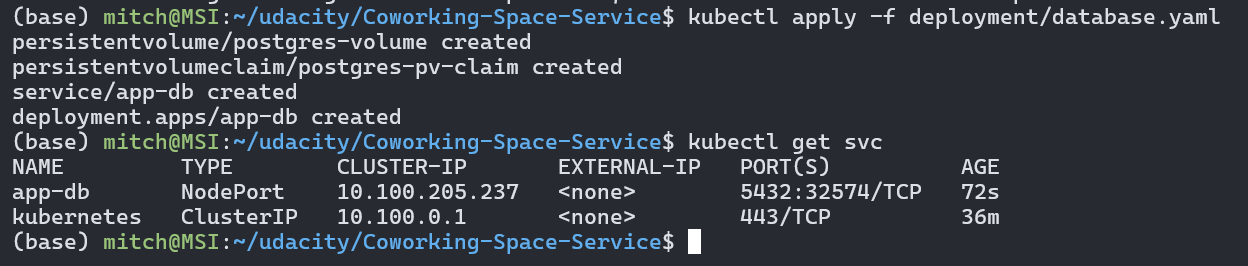 (base) mitch@MSI:~/udacity/Coworking-Space-Service$ kubectl apply -f deployment/database.yaml
persistentvolume/postgres-volume created
persistentvolumeclaim/postgres-pv-claim created
service/app-db created
deployment.apps/app-db created
(base) mitch@MSI:~/udacity/Coworking-Space-Service$ kubectl get svc
NAME         TYPE        CLUSTER-IP       EXTERNAL-IP   PORT(S)          AGE
app-db       NodePort    10.100.205.237   <none>        5432:32574/TCP   72s
kubernetes   ClusterIP   10.100.0.1       <none>        443/TCP          36m
(base) mitch@MSI:~/udacity/Coworking-Space-Service$